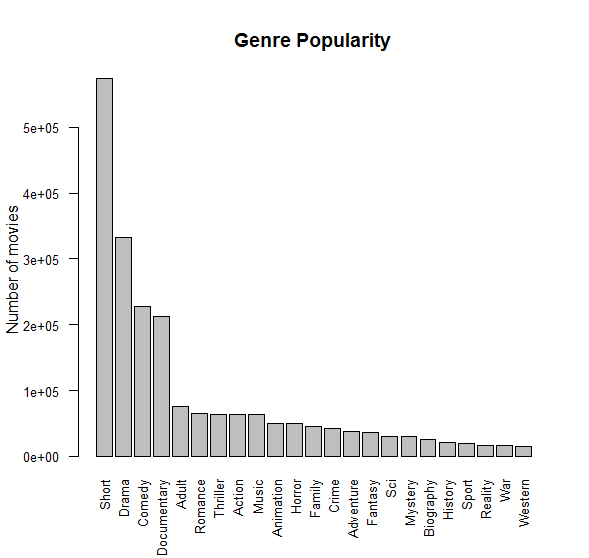 Genre Popularity
Number of movies
5e+05
4e+05
3e+05
2e+05
1e+05
0e+00
Short
Drama
Comedy
Documentary
Adult
Romance
Thriller
Action
Music
Animation
Horror
Family
Crime
Adventure
Fantasy
Sci
Mystery
Biography
History
Sport
Reality
War
Western